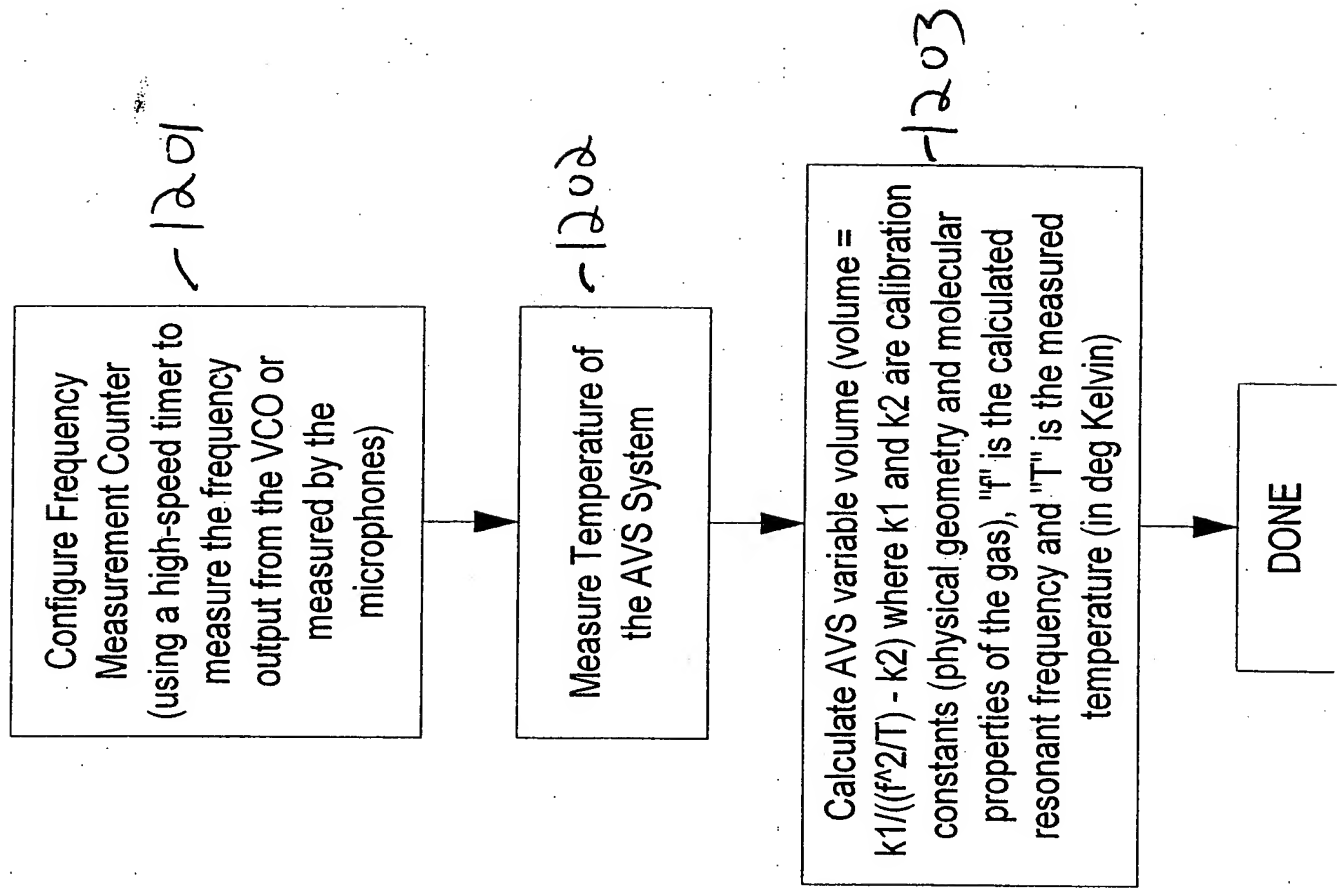 Configure Frequency
Measurement Counter
(using a high-speed timer to
measure the frequency
output from the VCO or
measured by the
microphones)
1201
Measure Temperature of
the AVS System
1202
Calculate AVS variable volume (volume =
k1/((f^2/T) - k2) where k1 and k2 are calibration
constants (physical geometry and molecular
properties of the gas), "f" is the calculated
resonant frequency and "T" is the measured
temperature (in deg Kelvin)
1203
DONE